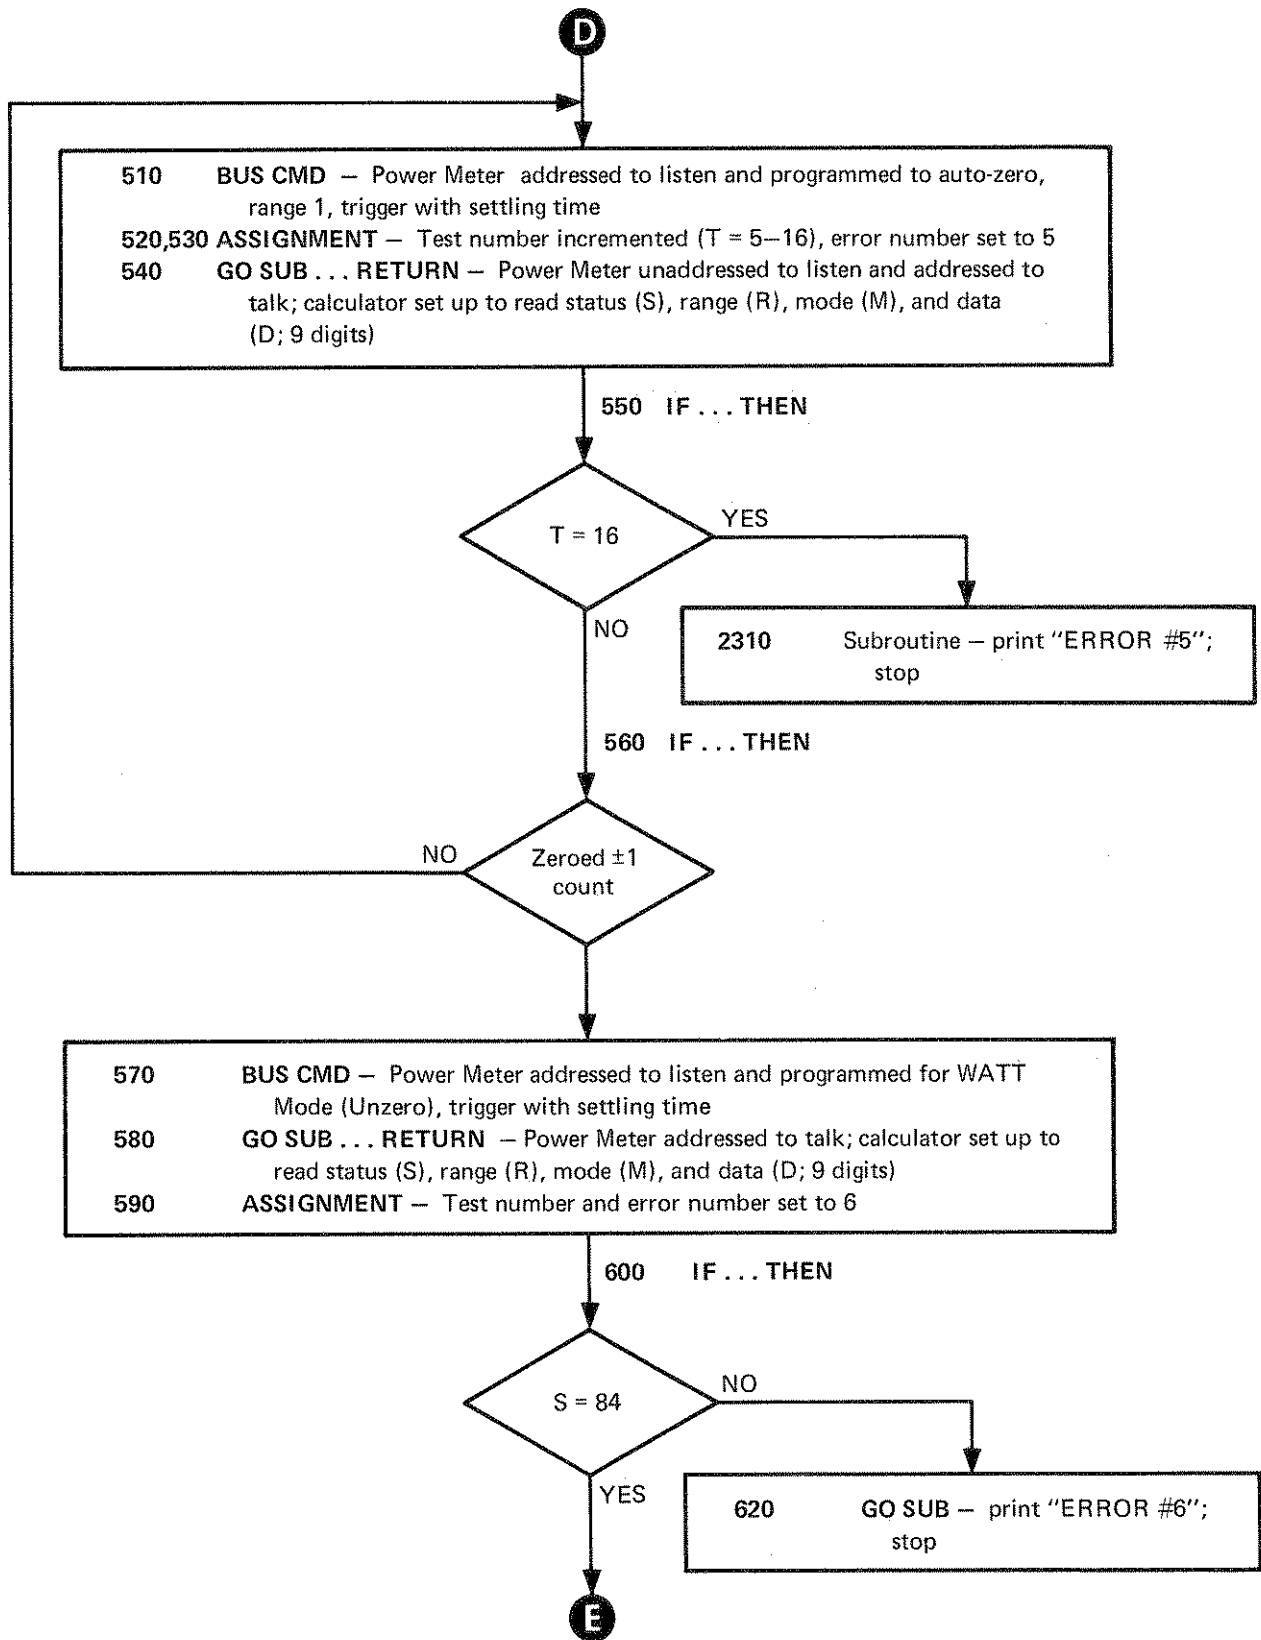 D
510 BUS CMD — Power Meter addressed to listen and programmed to auto-zero,
range 1, trigger with settling time
520,530 ASSIGNMENT — Test number incremented (T = 5–16), error number set to 5
540 GO SUB . . . RETURN — Power Meter unaddressed to listen and addressed to
talk; calculator set up to read status (S), range (R), mode (M), and data
(D; 9 digits)
550 IF . . . THEN
T = 16
YES
NO
2310 Subroutine — print "ERROR #5";
stop
560 IF . . . THEN
NO
Zeroed ±1
count
570 BUS CMD — Power Meter addressed to listen and programmed for WATT
Mode (Unzero), trigger with settling time
580 GO SUB . . . RETURN — Power Meter addressed to talk; calculator set up to
read status (S), range (R), mode (M), and data (D; 9 digits)
590 ASSIGNMENT — Test number and error number set to 6
600 IF . . . THEN
S = 84
NO
YES
620 GO SUB — print "ERROR #6";
stop
E